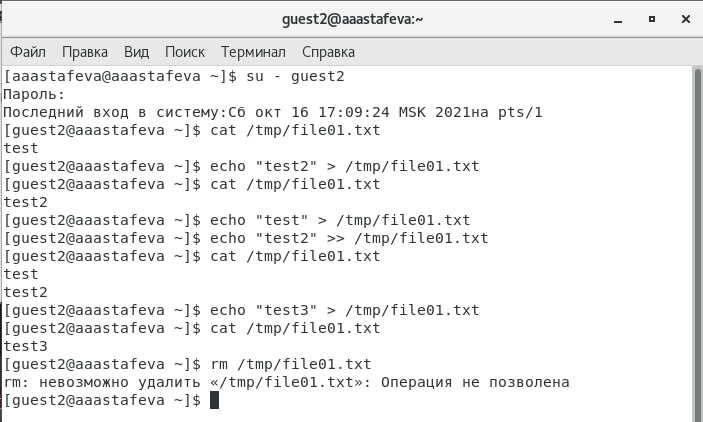 guest2@aaastafeva:~
Файл Правка Вид Поиск Терминал Справка
[aaastafeva@aaastafeva ~]$ su - guest2
Пароль:
Последний вход в систему:Сб окт 16 17:09:24 MSK 2021на pts/1
[guest2@aaastafeva ~]$ cat /tmp/file01.txt
test
[guest2@aaastafeva ~]$ echo "test2" > /tmp/file01.txt
[guest2@aaastafeva ~]$ cat /tmp/file01.txt
test2
[guest2@aaastafeva ~]$ echo "test" > /tmp/file01.txt
[guest2@aaastafeva ~]$ echo "test2" >> /tmp/file01.txt
[guest2@aaastafeva ~]$ cat /tmp/file01.txt
test
test2
[guest2@aaastafeva ~]$ echo "test3" > /tmp/file01.txt
[guest2@aaastafeva ~]$ cat /tmp/file01.txt
test3
[guest2@aaastafeva ~]$ rm /tmp/file01.txt
rm: невозможно удалить «/tmp/file01.txt»: Операция не позволена
[guest2@aaastafeva ~]$